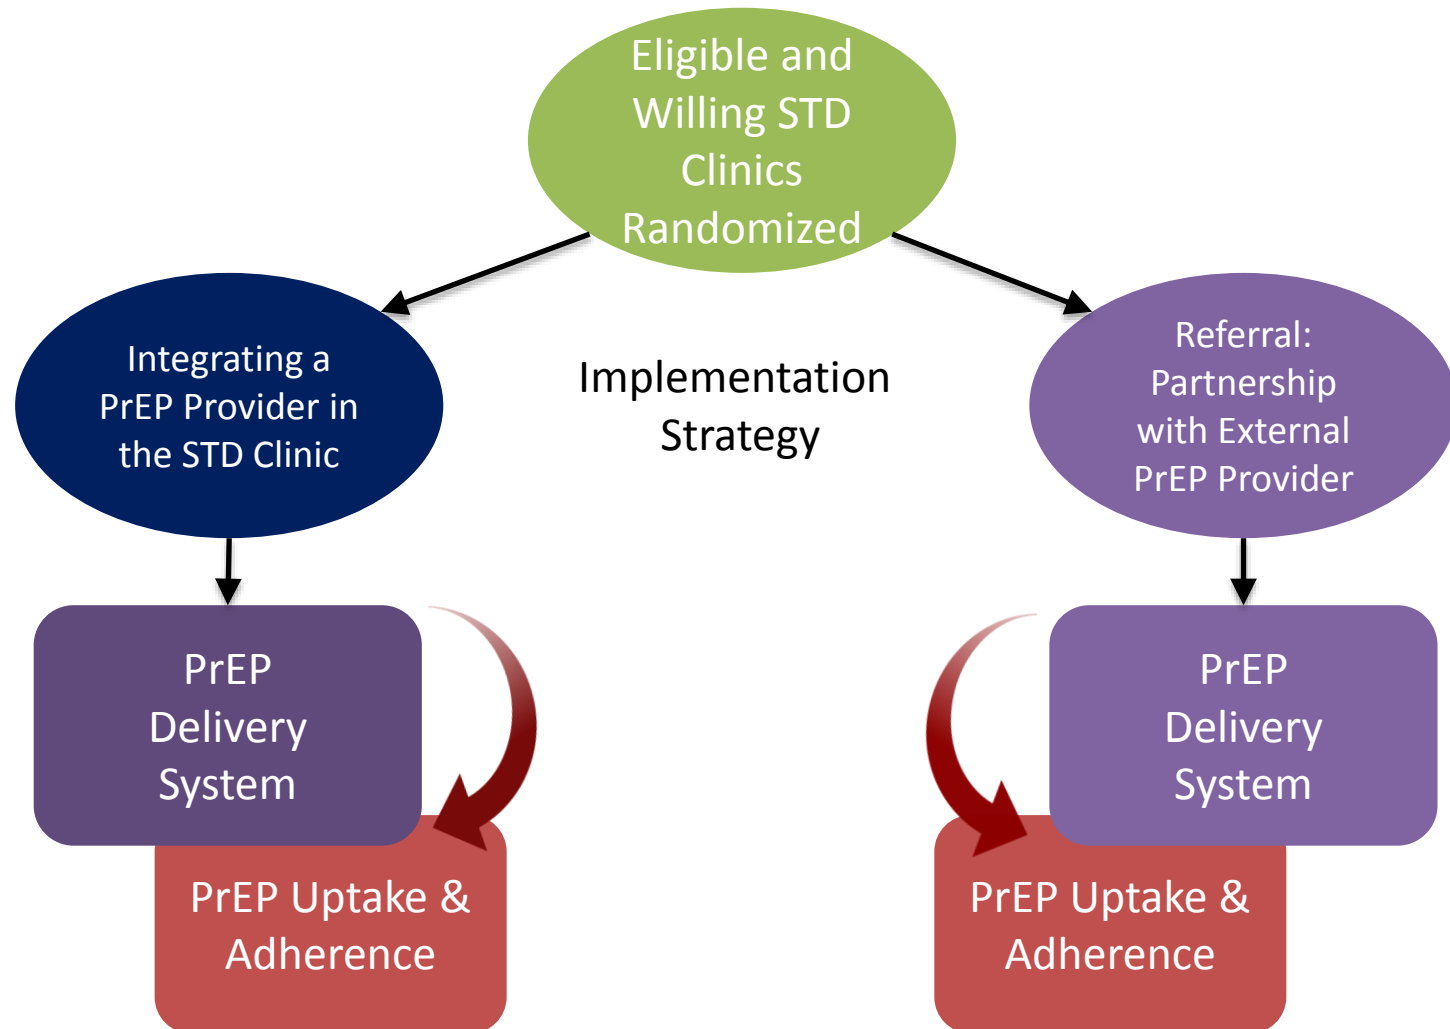 Eligible and
Willing STD
Clinics
Randomized
Integrating a
PrEP Provider in
the STD Clinic
Implementation
Strategy
Referral:
Partnership
with External
PrEP Provider
PrEP
Delivery
System
PrEP Uptake &
Adherence
PrEP
Delivery
System
PrEP Uptake &
Adherence